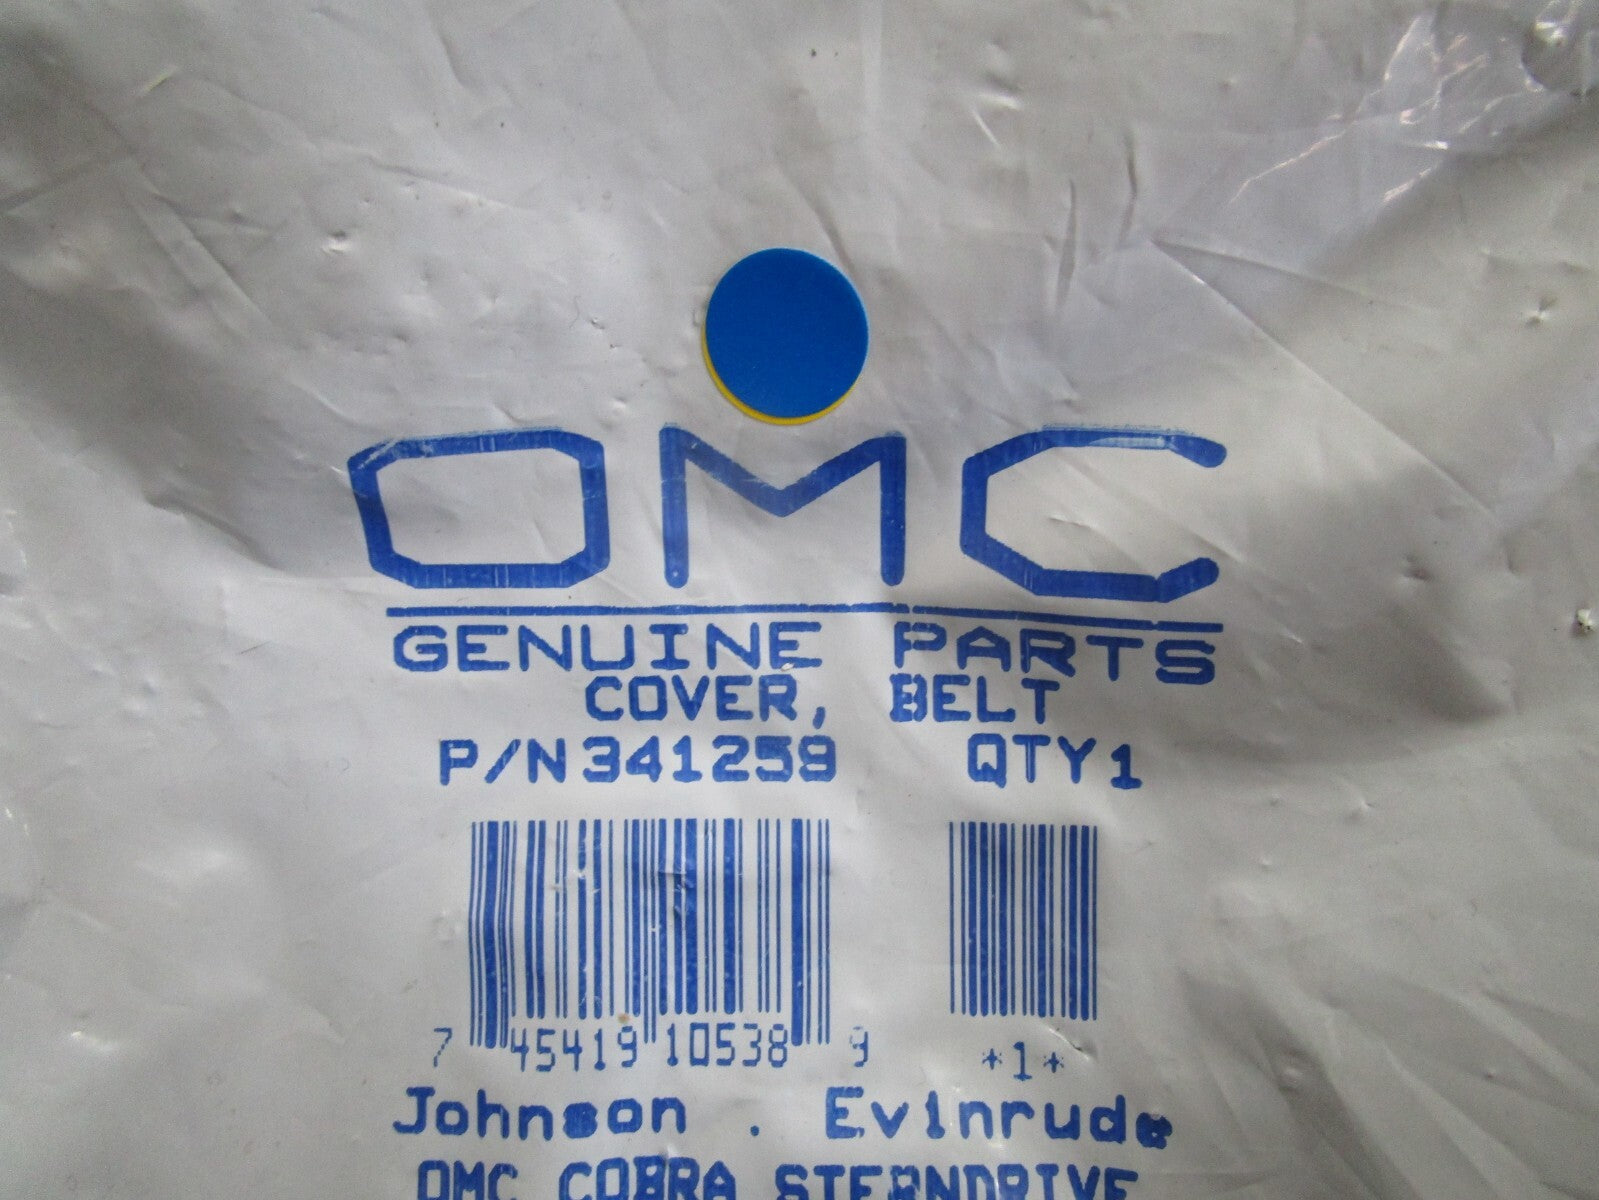 OMC
GENUINE PARTS
COVER, BELT
P/N 341259 QTY 1
7 45419 10538 9 *1*
Johnson . Evinrude
OMC COBRA STERNDRIVE